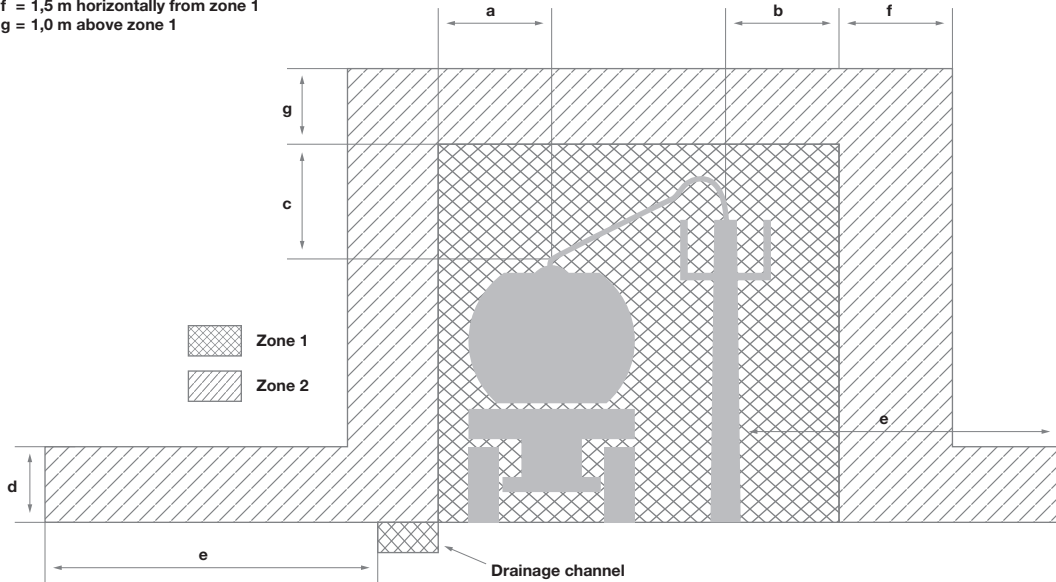 f = 1,5 m horizontally from zone 1
g = 1,0 m above zone 1
a
b
f
g
c
Zone 1
Zone 2
e
d
e
Drainage channel